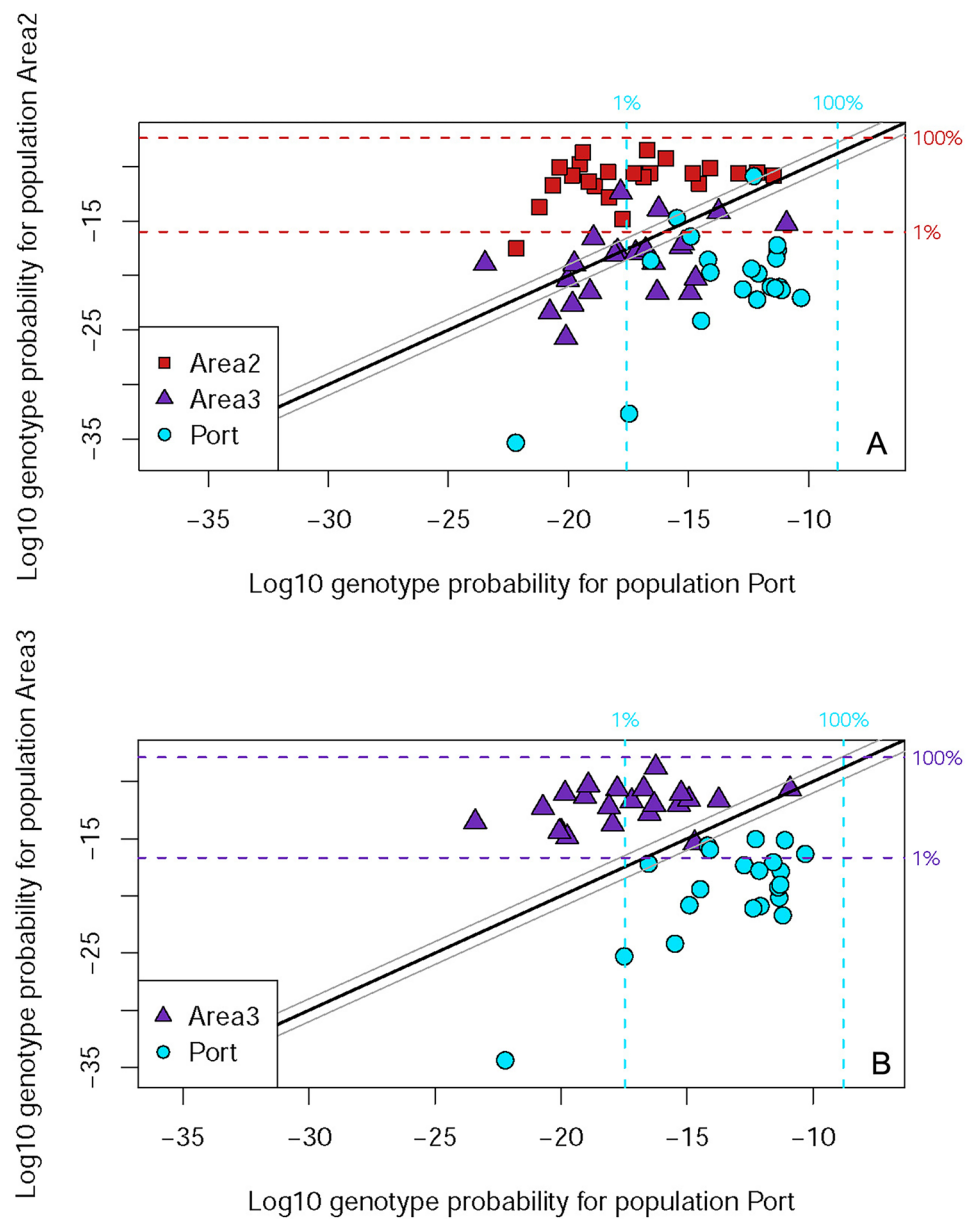 Log10 genotype probability for population Area2
1% 100%
100%
1%
−15
−25
−35
Area2
Area3
Port
A
−35 −30 −25 −20 −15 −10
Log10 genotype probability for population Port
Log10 genotype probability for population Area3
1% 100%
100%
1%
−15
−25
−35
Area3
Port
B
−35 −30 −25 −20 −15 −10
Log10 genotype probability for population Port